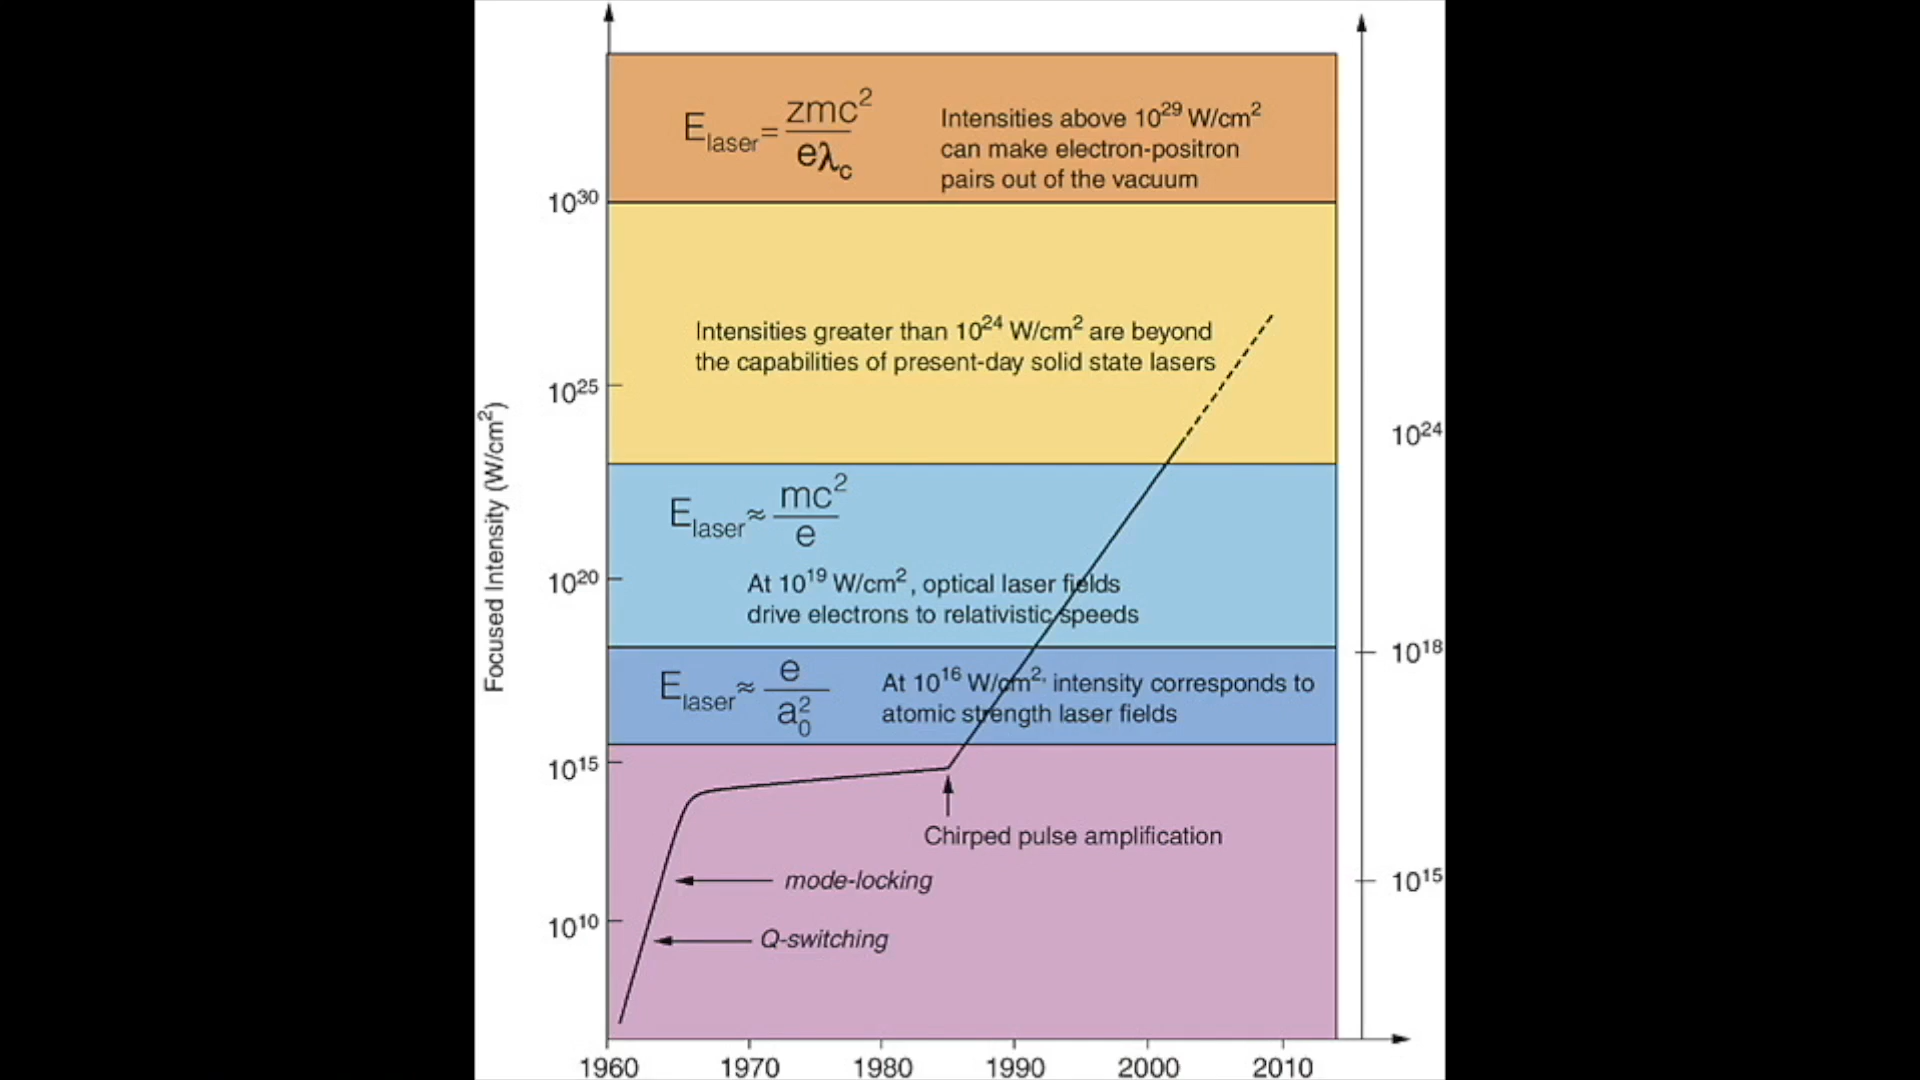 E_laser = zmc² / eλ_c
Intensities above 10²⁹ W/cm²
can make electron-positron
pairs out of the vacuum
10³⁰
Intensities greater than 10²⁴ W/cm² are beyond
the capabilities of present-day solid state lasers
10²⁵
10²⁴
Focused Intensity (W/cm²)
E_laser ≈ mc² / e
At 10¹⁹ W/cm², optical laser fields
drive electrons to relativistic speeds
10²⁰
10¹⁸
E_laser ≈ e / a₀²
At 10¹⁶ W/cm², intensity corresponds to
atomic strength laser fields
10¹⁵
Chirped pulse amplification
mode-locking
10¹⁵
Q-switching
10¹⁰
1960 1970 1980 1990 2000 2010